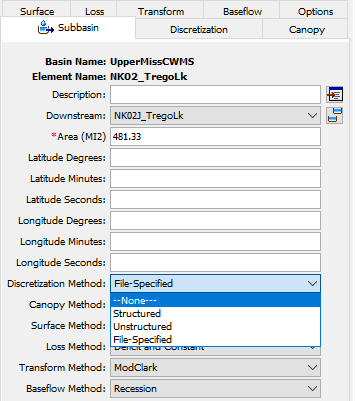 Surface Loss Transform Baseflow Options
Subbasin Discretization Canopy
Basin Name: UpperMissCWMS
Element Name: NK02_TregoLk
Description:
Downstream: NK02J_TregoLk
*Area (MI2) 481.33
Latitude Degrees:
Latitude Minutes:
Latitude Seconds:
Longitude Degrees:
Longitude Minutes:
Longitude Seconds:
Discretization Method: File-Specified
Canopy Method: --None---
Structured
Surface Method: Unstructured
File-Specified
Loss Method: Deficit and Constant
Transform Method: ModClark
Baseflow Method: Recession